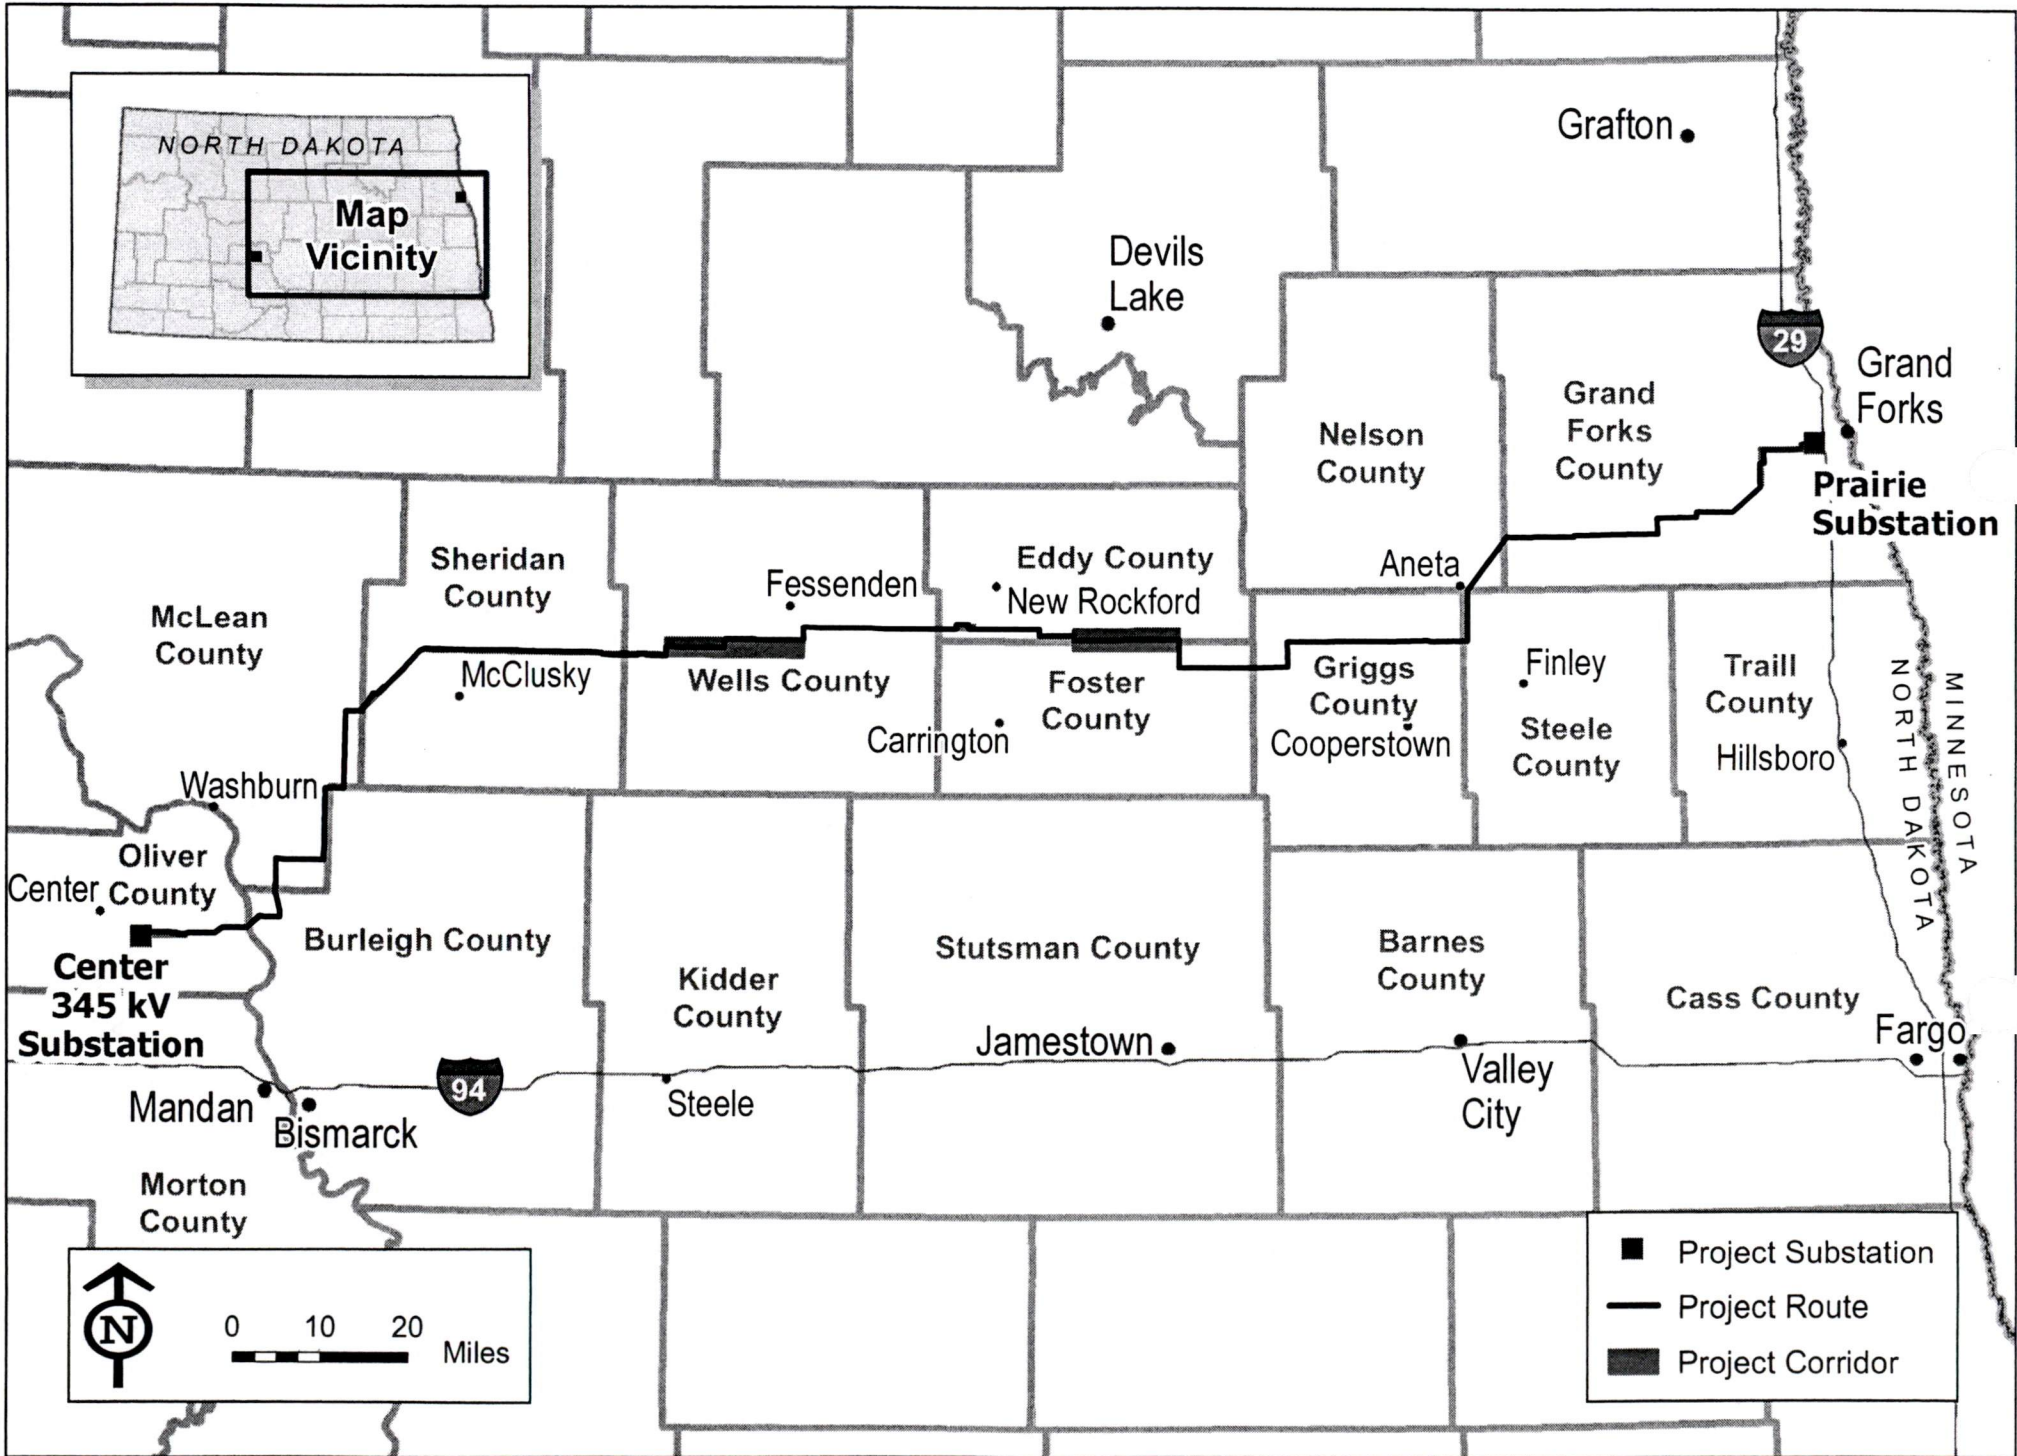 NORTH DAKOTA
Map
Vicinity
Grafton
Devils
Lake
29
Grand
Forks
Grand
Forks
County
Nelson
County
Prairie
Substation
Sheridan
County
Fessenden
Eddy County
New Rockford
Aneta
McLean
County
McClusky
Wells County
Foster
County
Carrington
Griggs
County
Cooperstown
Finley
Steele
County
Traill
County
Hillsboro
NORTH DAKOTA
MINNESOTA
Washburn
Oliver
County
Center
Center
345 kV
Substation
Burleigh County
Kidder
County
Stutsman County
Barnes
County
Cass County
Fargo
Jamestown
Valley
City
94
Steele
Mandan
Bismarck
Morton
County
N
0 10 20
Miles
Project Substation
Project Route
Project Corridor